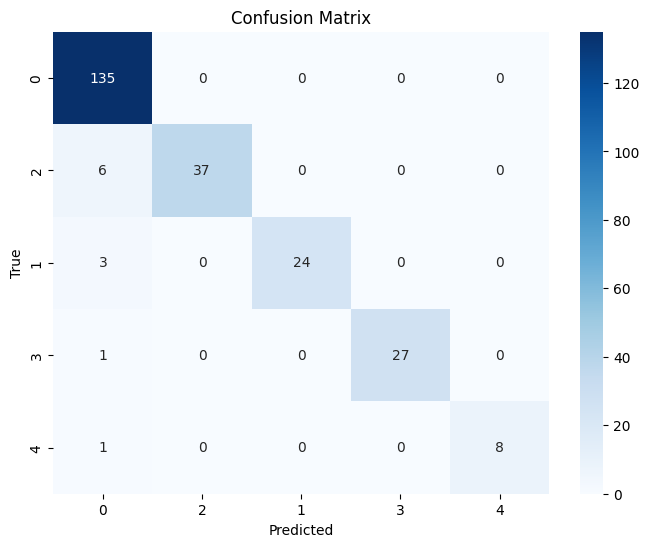 Confusion Matrix
True
0 135 0 0 0 0
2 6 37 0 0 0
1 3 0 24 0 0
3 1 0 0 27 0
4 1 0 0 0 8
0 2 1 3 4
Predicted
120
100
80
60
40
20
0